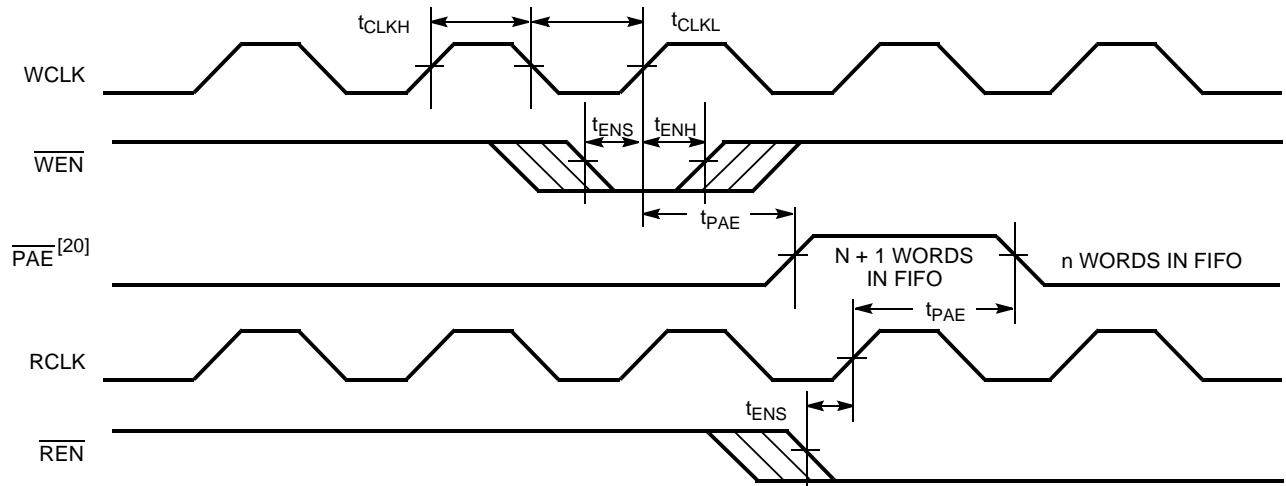 tCLKH
tCLKL
WCLK
tENS
tENH
WEN
tPAE
PAE[20]
N + 1 WORDS
IN FIFO
n WORDS IN FIFO
tPAE
RCLK
tENS
REN